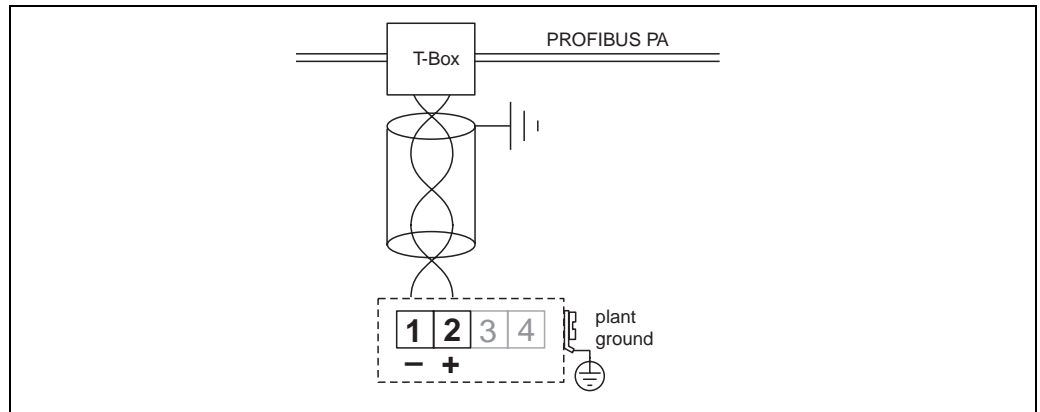 PROFIBUS PA
T-Box
1 2 3 4
– +
plant
ground